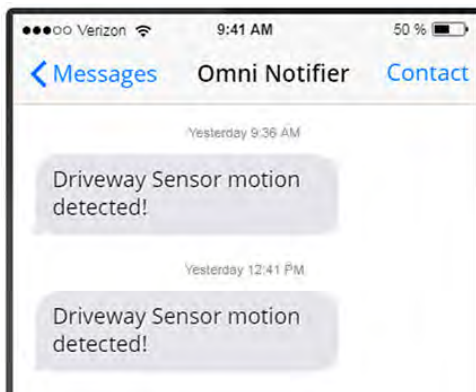 ●●●○○ Verizon 9:41 AM 50 %
Messages Omni Notifier Contact
Yesterday 9:36 AM
Driveway Sensor motion
detected!
Yesterday 12:41 PM
Driveway Sensor motion
detected!